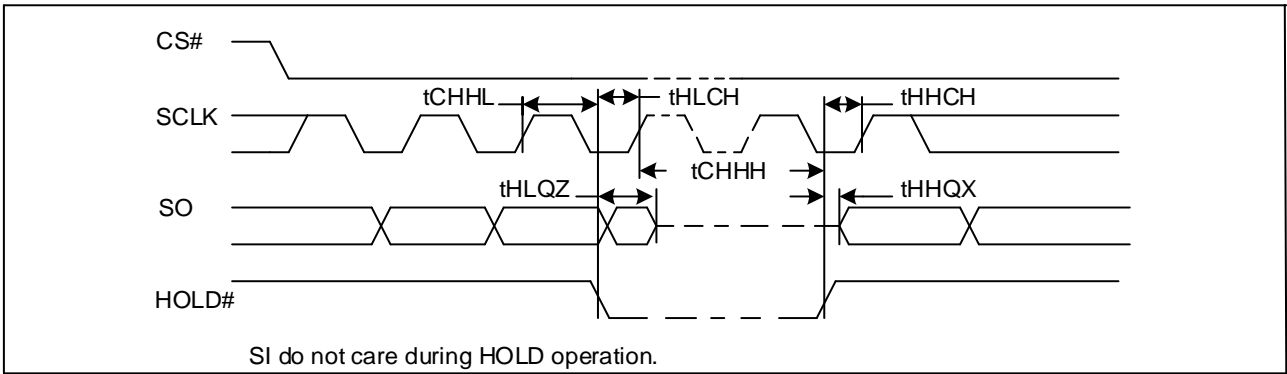 CS#
tCHHL
tHLCH
tHHCH
SCLK
tCHHH
tHLQZ
tHHQX
SO
HOLD#
SI do not care during HOLD operation.